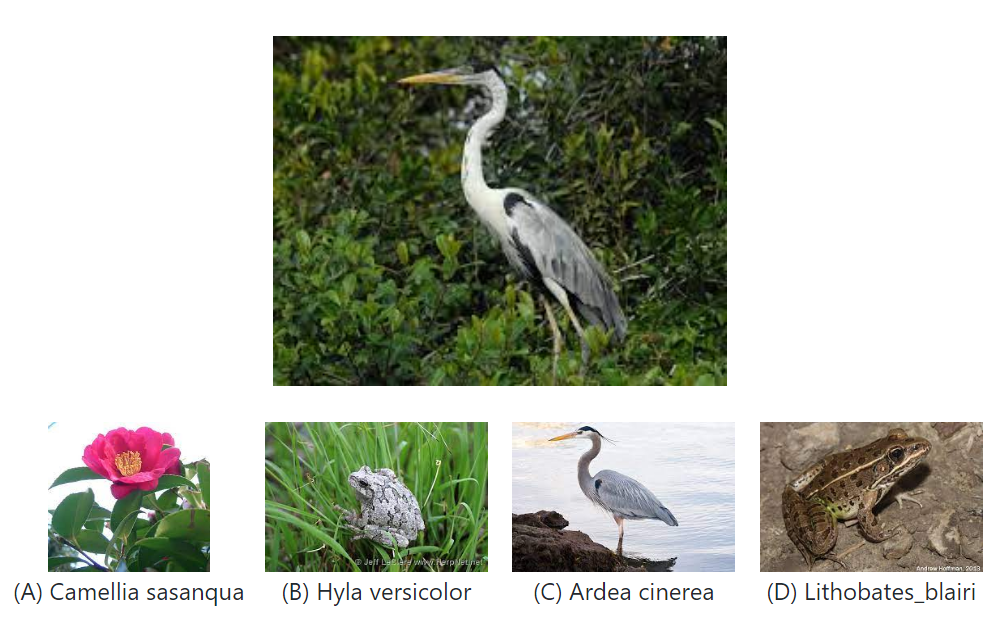 © Jeff LeClere www.herpnet.net
Andrew Hoffman, 2013
(A) Camellia sasanqua
(B) Hyla versicolor
(C) Ardea cinerea
(D) Lithobates_blairi